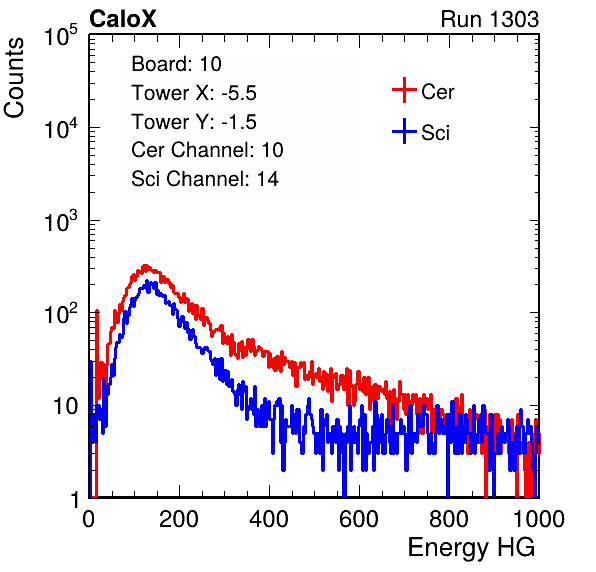 CaloX Run 1303
Counts
10^5
10^4
10^3
10^2
10
1
Board: 10
Tower X: -5.5
Tower Y: -1.5
Cer Channel: 10
Sci Channel: 14
Cer
Sci
0 200 400 600 800 1000
Energy HG